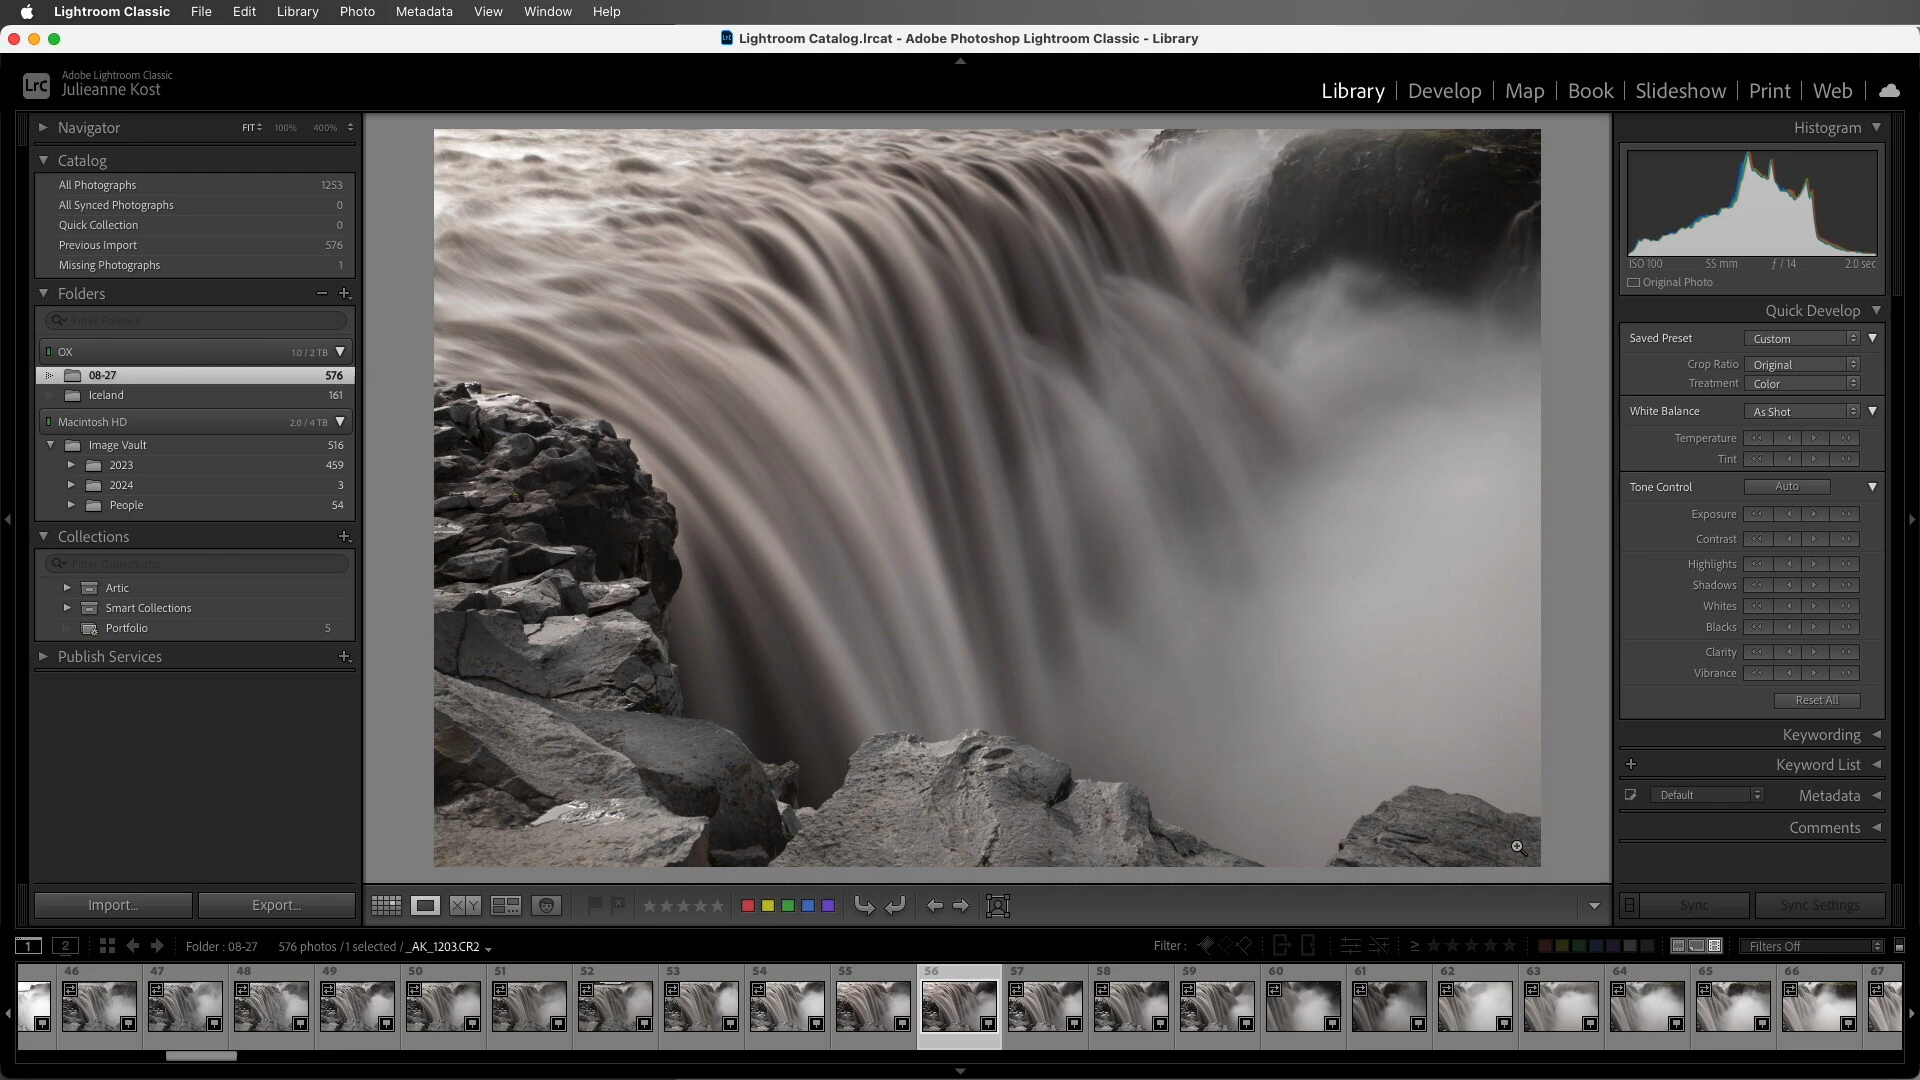 Lightroom Classic File Edit Library Photo Metadata View Window Help
Lrc Lightroom Catalog.lrcat - Adobe Photoshop Lightroom Classic - Library
LrC Adobe Lightroom Classic
Julieanne Kost
Library Develop Map Book Slideshow Print Web
Navigator FIT 100% 400%
Catalog
All Photographs 1253
All Synced Photographs 0
Quick Collection 0
Previous Import 576
Missing Photographs 1
Folders
Filter Folders
OX 1.0 / 2 TB
08-27 576
Iceland 161
Macintosh HD 2.0 / 4 TB
Image Vault 516
2023 459
2024 3
People 54
Collections
Filter Collections
Artic
Smart Collections
Portfolio 5
Publish Services
Import... Export...
Histogram
ISO 100 55 mm ƒ / 14 2.0 sec
Original Photo
Quick Develop
Saved Preset Custom
Crop Ratio Original
Treatment Color
White Balance As Shot
Temperature
Tint
Tone Control Auto
Exposure
Contrast
Highlights
Shadows
Whites
Blacks
Clarity
Vibrance
Reset All
Keywording
Keyword List
Default Metadata
Comments
Sync Sync Settings
X Y
1 2 Folder : 08-27 576 photos / 1 selected / _AK_1203.CR2 Filter : ≥ Filters Off
46 47 48 49 50 51 52 53 54 55 56 57 58 59 60 61 62 63 64 65 66 67